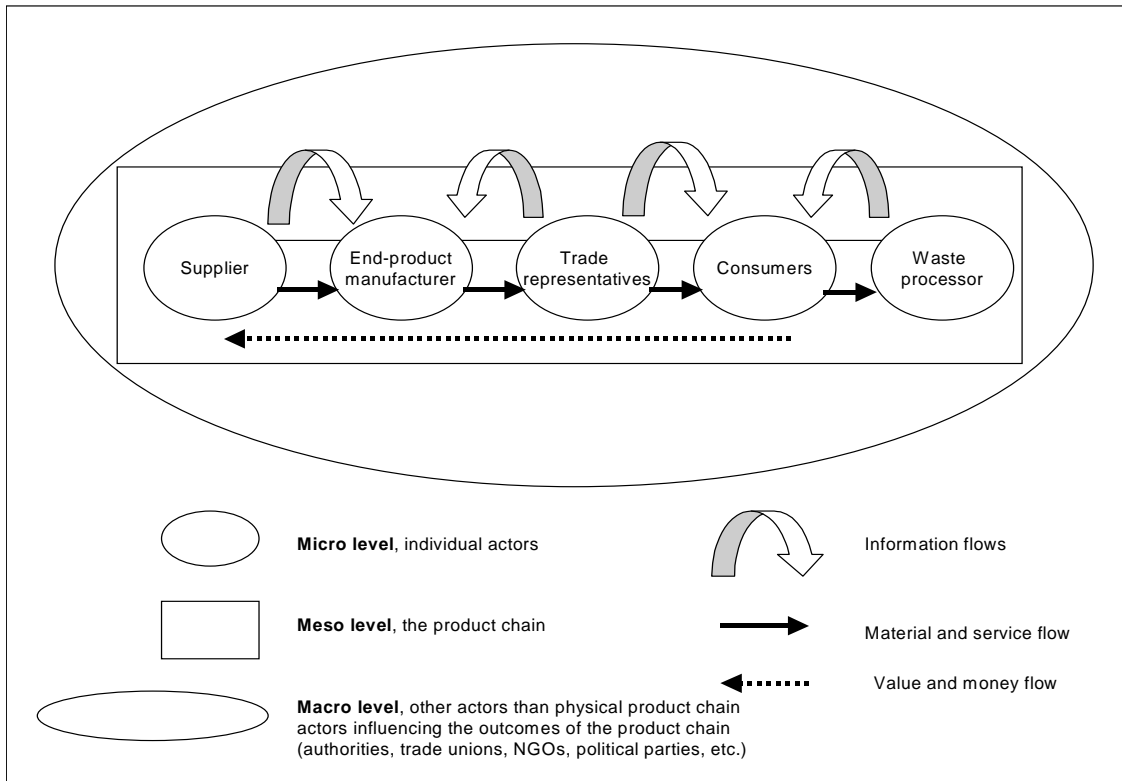 Supplier
End-product
manufacturer
Trade
representatives
Consumers
Waste
processor
Micro level, individual actors
Information flows
Meso level, the product chain
Material and service flow
Value and money flow
Macro level, other actors than physical product chain
actors influencing the outcomes of the product chain
(authorities, trade unions, NGOs, political parties, etc.)